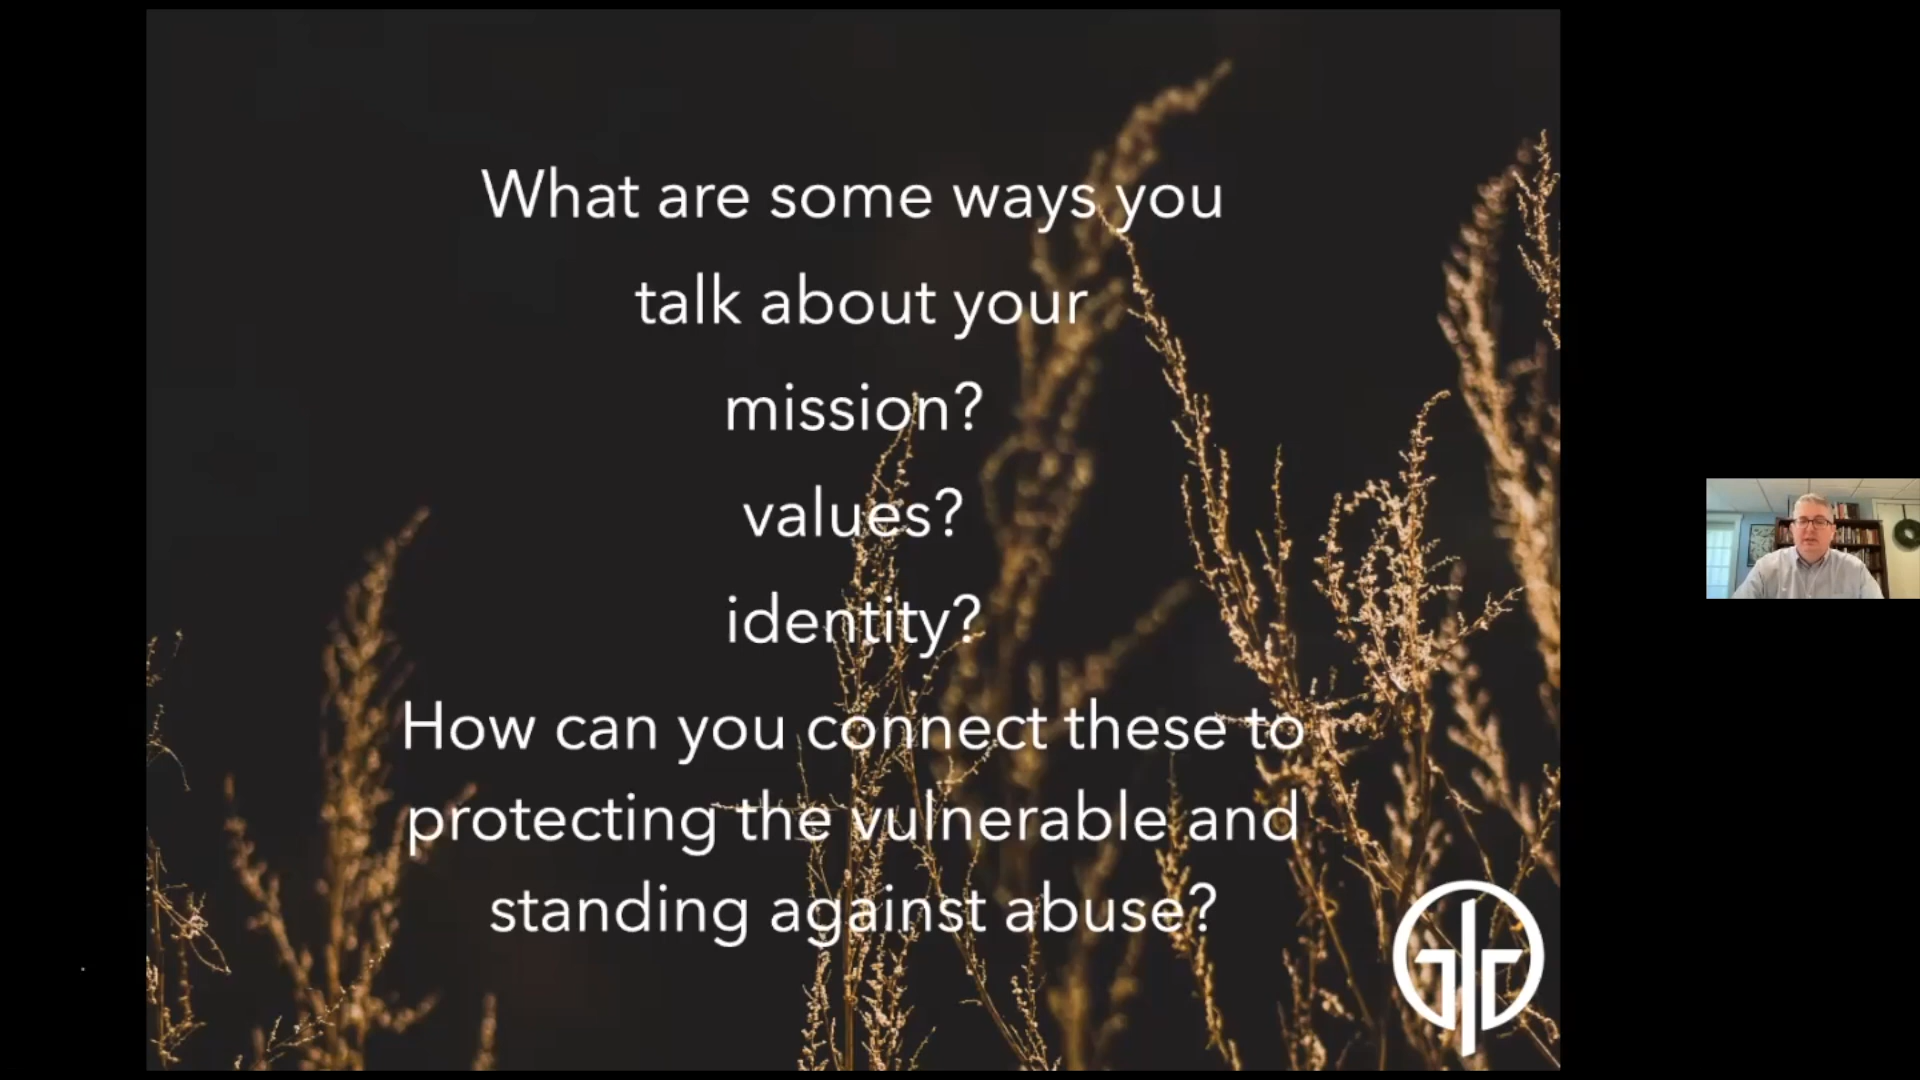 What are some ways you
talk about your
mission?
values?
identity?
How can you connect these to
protecting the vulnerable and
standing against abuse?